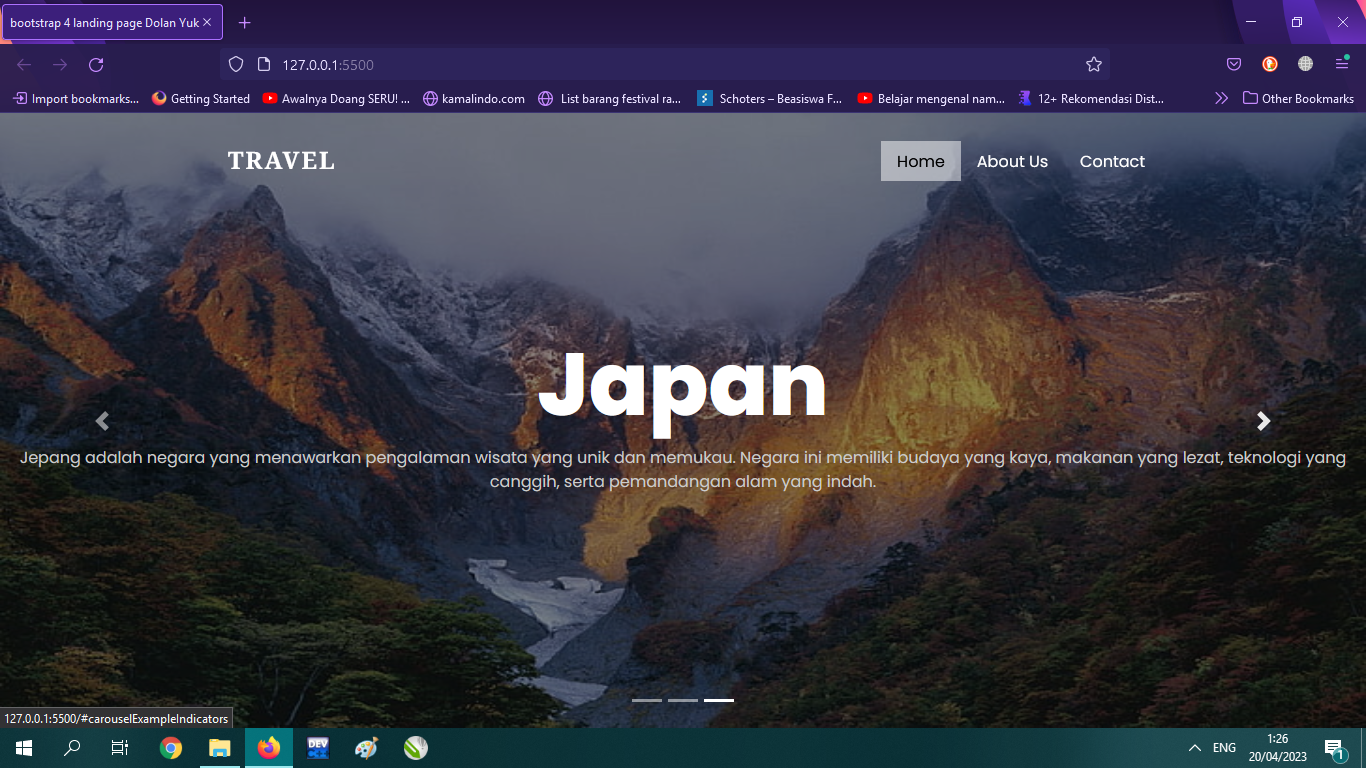 bootstrap 4 landing page Dolan Yuk
127.0.0.1:5500
Import bookmarks...
Getting Started
Awalnya Doang SERU! ...
kamalindo.com
List barang festival ra...
Schoters – Beasiswa F...
Belajar mengenal nam...
12+ Rekomendasi Dist...
Other Bookmarks
TRAVEL
Home
About Us
Contact
Japan
Jepang adalah negara yang menawarkan pengalaman wisata yang unik dan memukau. Negara ini memiliki budaya yang kaya, makanan yang lezat, teknologi yang
canggih, serta pemandangan alam yang indah.
127.0.0.1:5500/#carouselExampleIndicators
DEV
ENG
1:26
20/04/2023
1